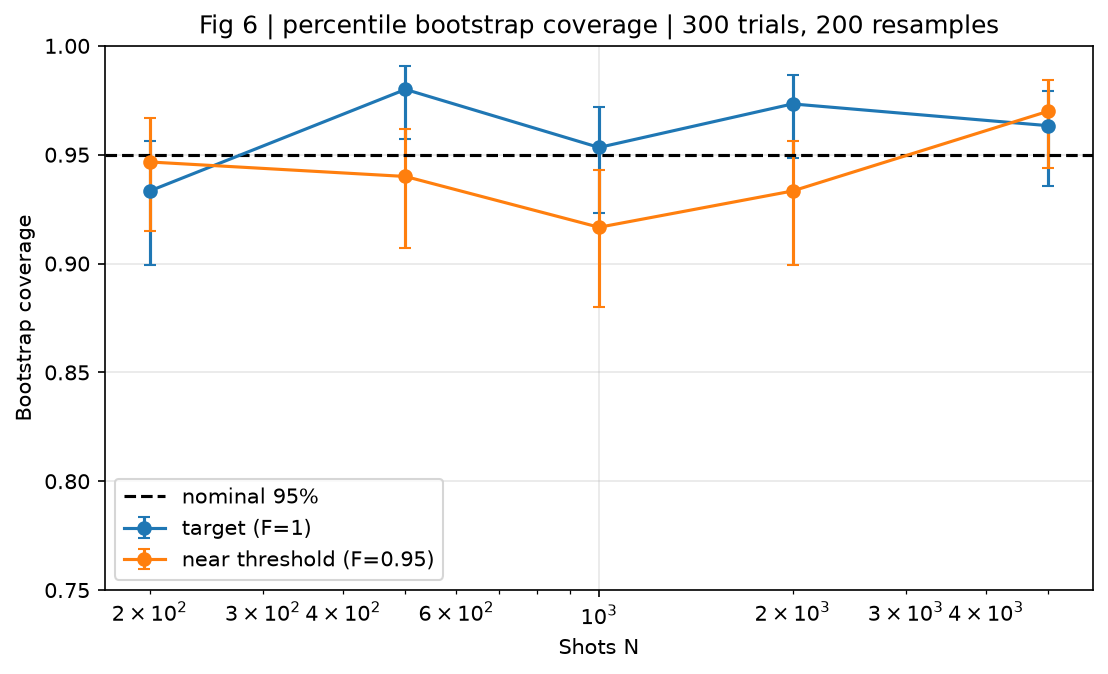 Fig 6 | percentile bootstrap coverage | 300 trials, 200 resamples
Bootstrap coverage
1.00
0.95
0.90
0.85
0.80
0.75
nominal 95%
target (F=1)
near threshold (F=0.95)
2 × 10² 3 × 10² 4 × 10² 6 × 10² 10³ 2 × 10³ 3 × 10³ 4 × 10³
Shots N